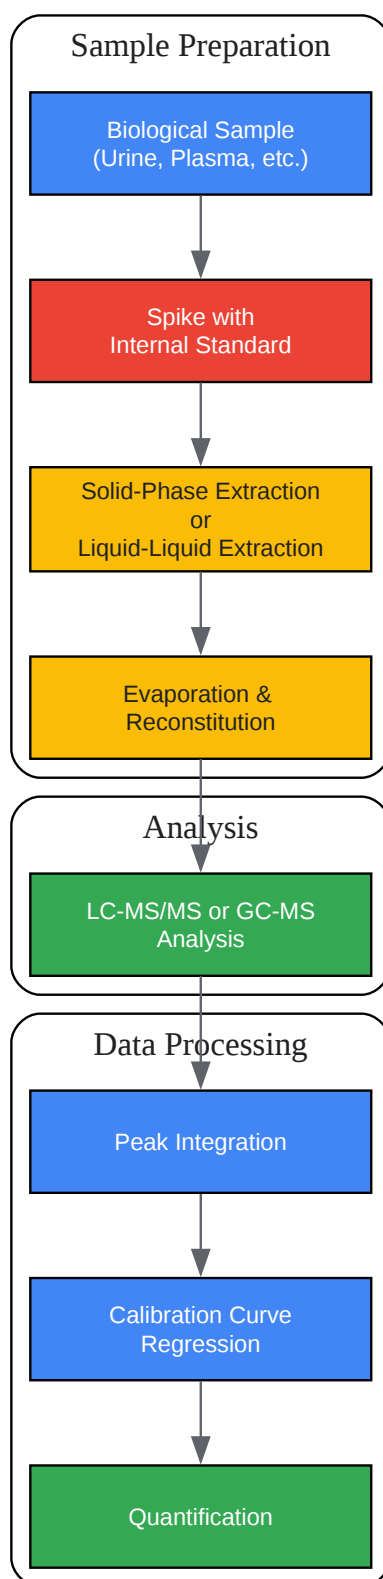 Sample Preparation
Biological Sample
(Urine, Plasma, etc.)
Spike with
Internal Standard
Solid-Phase Extraction
or
Liquid-Liquid Extraction
Evaporation &
Reconstitution
Analysis
LC-MS/MS or GC-MS
Analysis
Data Processing
Peak Integration
Calibration Curve
Regression
Quantification